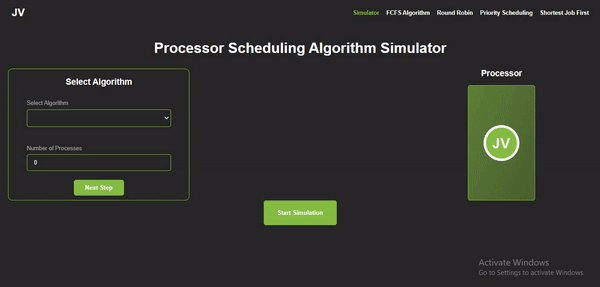 JV
Simulator FCFS Algorithm Round Robin Priority Scheduling Shortest Job First
Processor Scheduling Algorithm Simulator
Select Algorithm
Select Algorithm
Number of Processes
0
Next Step
Start Simulation
Processor
JV
Activate Windows
Go to Settings to activate Windows.